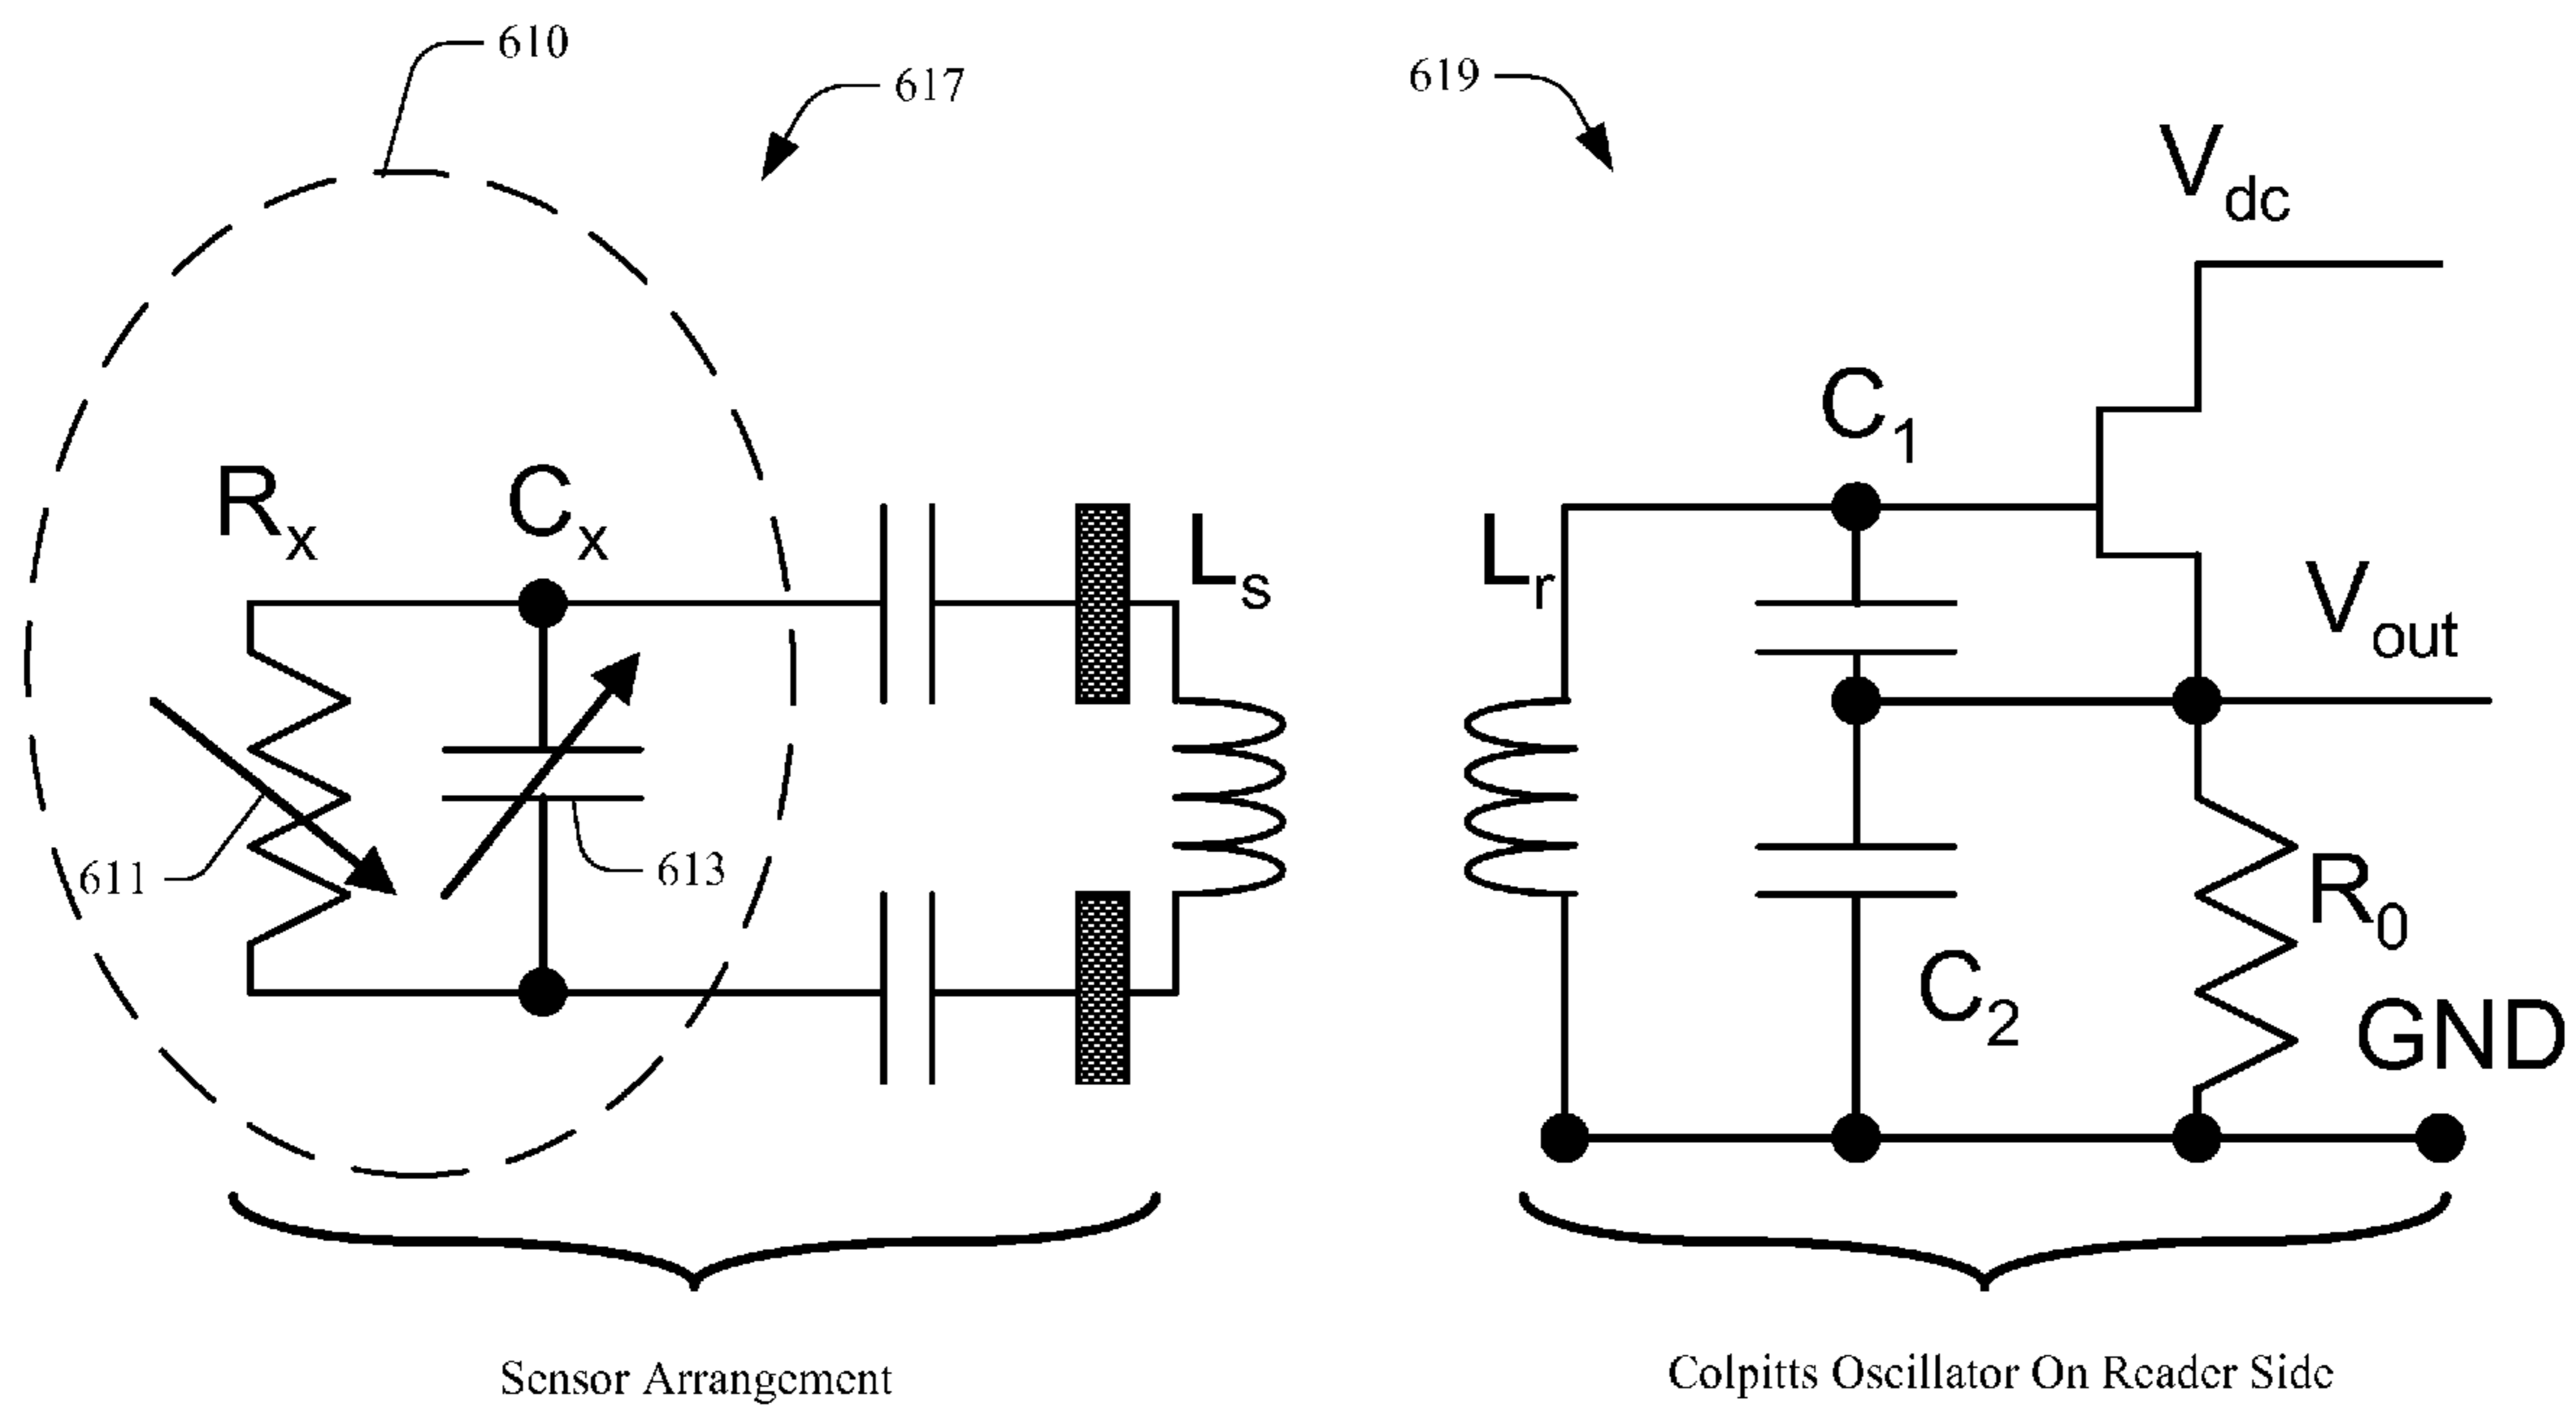 610
617
619
Vdc
C1
Rx
Cx
Ls
Lr
Vout
611
613
R0
C2
GND
Sensor Arrangement
Colpitts Oscillator On Reader Side